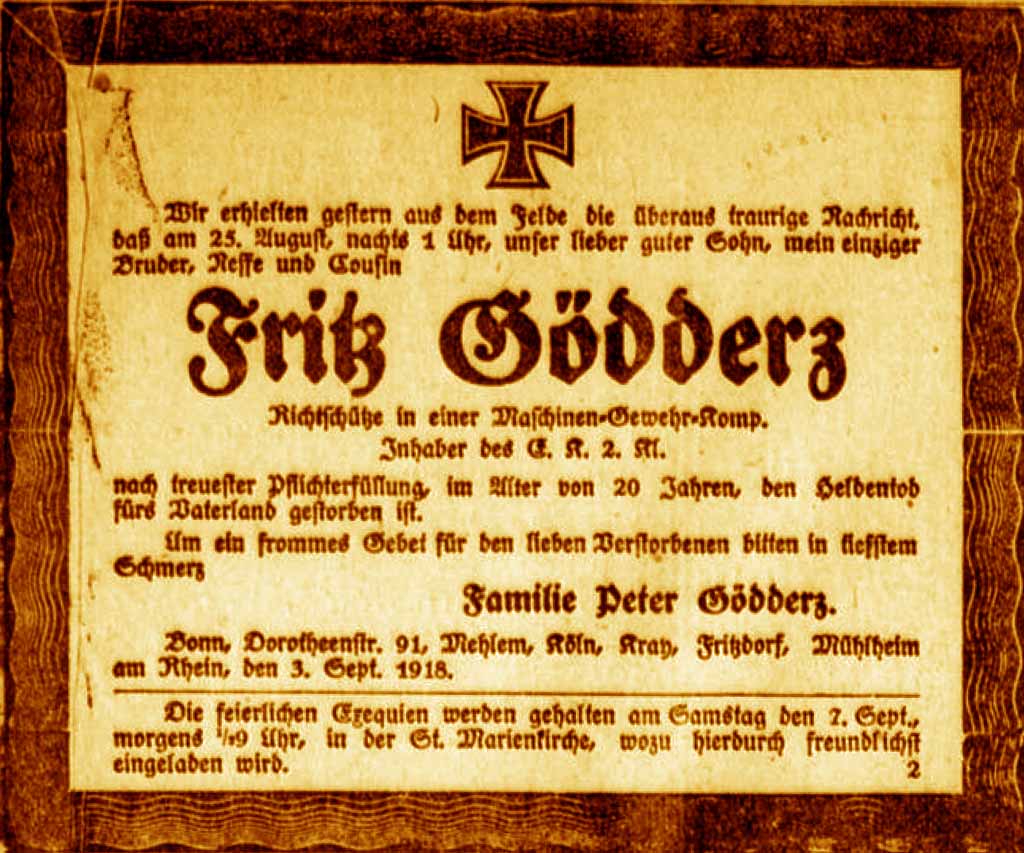 Wir erhielten gestern aus dem Felde die überaus traurige Nachricht,
daß am 25. August, nachts 1 Uhr, unser lieber guter Sohn, mein einziger
Bruder, Neffe und Cousin
Fritz Gödderz
Richtschütze in einer Maschinen-Gewehr-Komp.
Inhaber des E. K. 2. Kl.
nach treuester Pflichterfüllung, im Alter von 20 Jahren, den Heldentod
fürs Vaterland gestorben ist.
Um ein frommes Gebet für den lieben Verstorbenen bitten in tiefstem
Schmerz
Familie Peter Gödderz.
Bonn, Dorotheenstr. 91, Mehlem, Köln, Kray, Fritzdorf, Mühlheim
am Rhein, den 3. Sept. 1918.
Die feierlichen Exequien werden gehalten am Samstag den 7. Sept.,
morgens ½9 Uhr, in der St. Marienkirche, wozu hierdurch freundlichst
eingeladen wird. 2